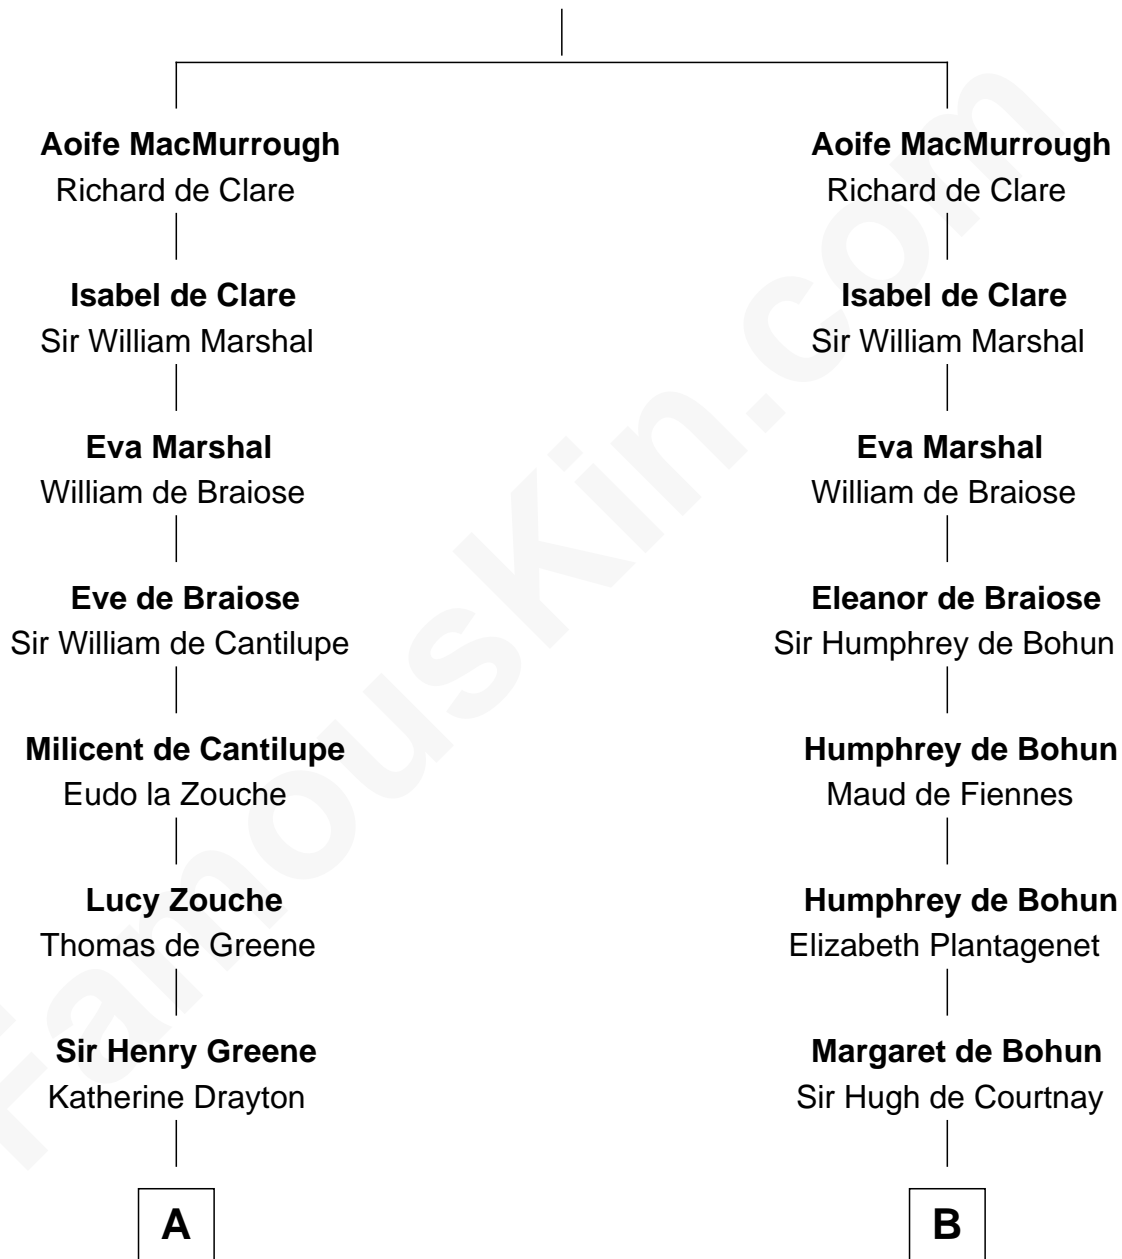 Aoife MacMurrough
Richard de Clare
Isabel de Clare
Sir William Marshal
Eva Marshal
William de Braiose
Eve de Braiose
Sir William de Cantilupe
Milicent de Cantilupe
Eudo la Zouche
Lucy Zouche
Thomas de Greene
Sir Henry Greene
Katherine Drayton
A
Aoife MacMurrough
Richard de Clare
Isabel de Clare
Sir William Marshal
Eva Marshal
William de Braiose
Eleanor de Braiose
Sir Humphrey de Bohun
Humphrey de Bohun
Maud de Fiennes
Humphrey de Bohun
Elizabeth Plantagenet
Margaret de Bohun
Sir Hugh de Courtnay
B
FamousKin.com